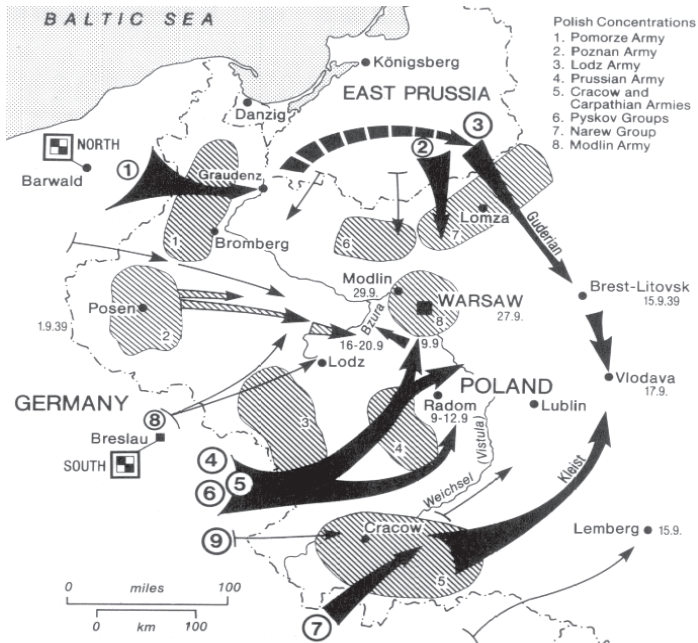 BALTIC SEA
Polish Concentrations
1. Pomorze Army
2. Poznan Army
3. Lodz Army
4. Prussian Army
5. Cracow and
Carpathian Armies
6 Pyskov Groups
7. Narew Group
8. Modlin Army
Königsberg
EAST PRUSSIA
Danzig
NORTH
Barwald
1
2
3
Graudenz
Lomza
Guderian
1
Bromberg
6
7
Modlin
29.9.
WARSAW
27.9.
8
Brest-Litovsk
15.9.39
Posen
2
1.9.39
Bzura
16-20.9
9.9
Lodz
POLAND
Vlodava
17.9.
GERMANY
8
Radom
9-12.9
Lublin
Breslau
SOUTH
3
4
(Vistula)
4
5
6
Weichsel
Kleist
9
Cracow
5
Lemberg
15.9.
7
0 miles 100
0 km 100